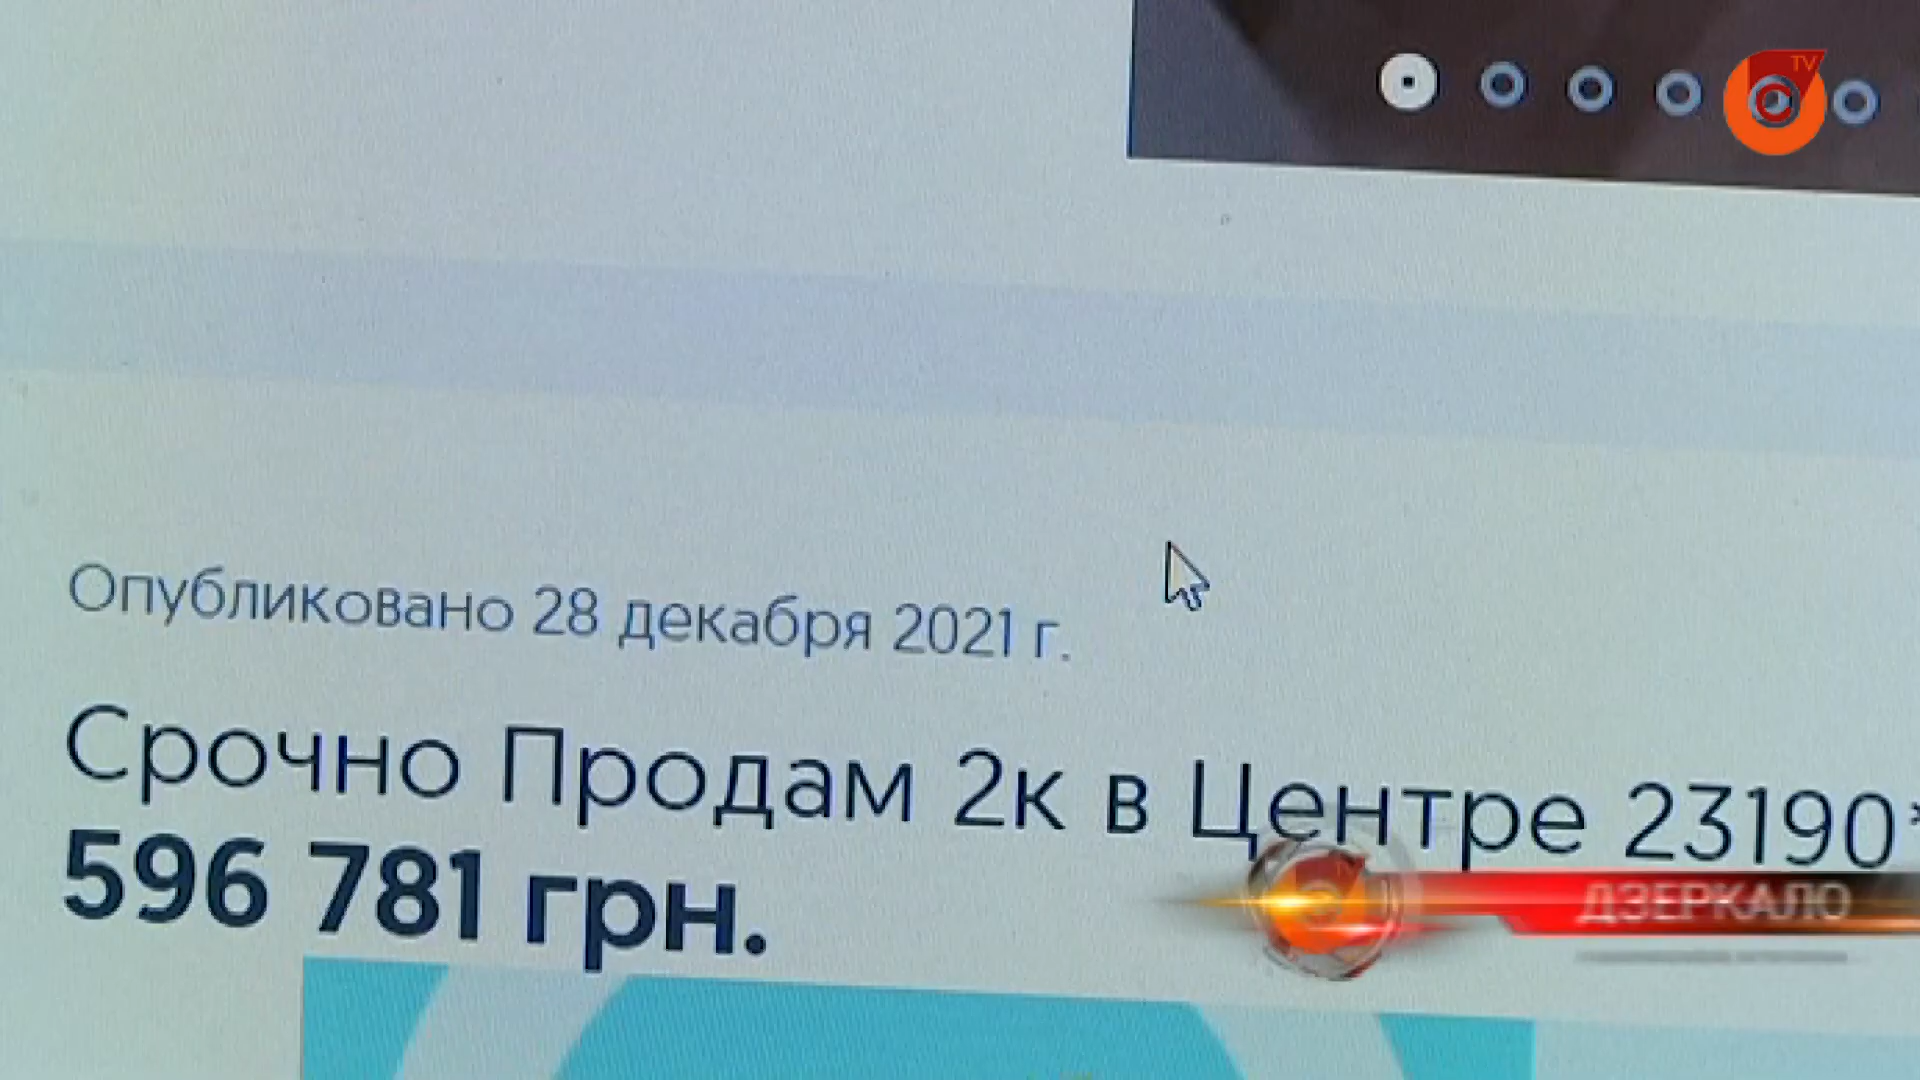 TV
Опубликовано 28 декабря 2021 г.
Срочно Продам 2к в Центре 23190*
596 781 грн.
ДЗЕРКАЛО